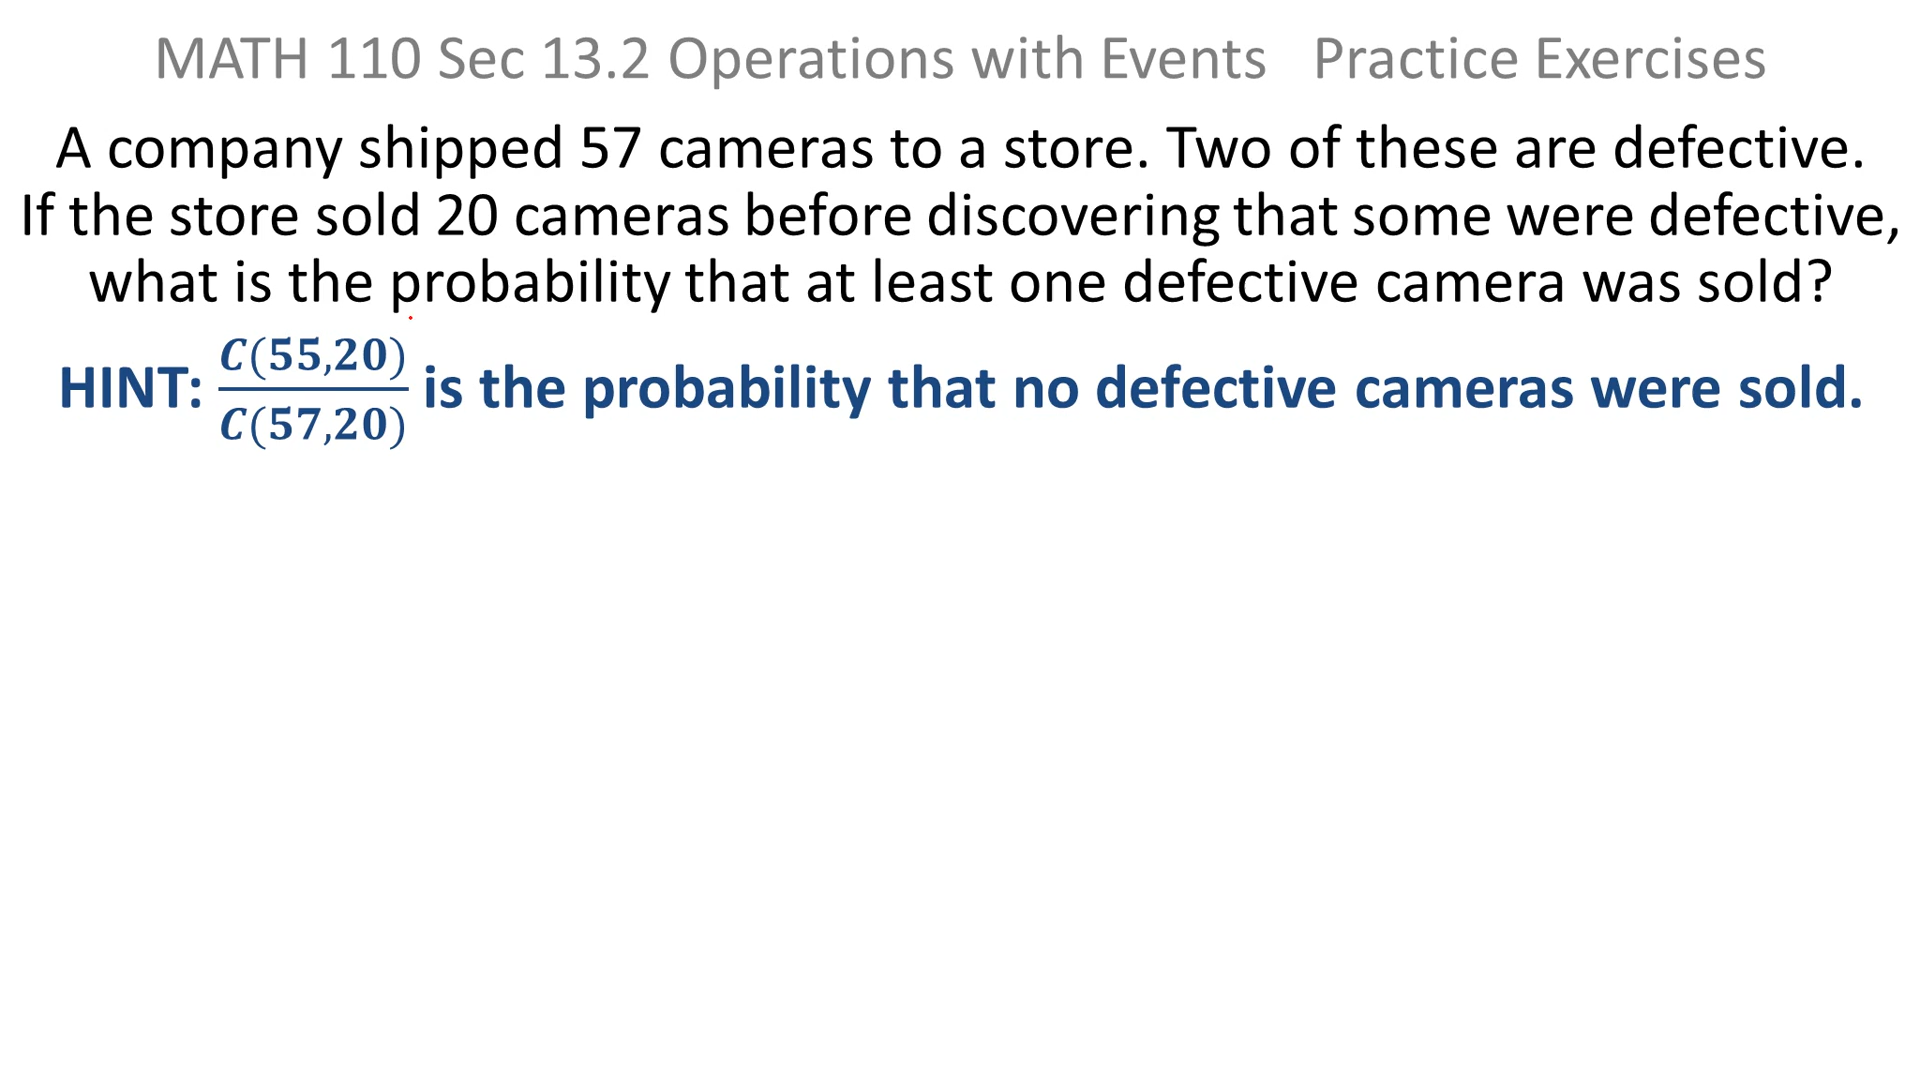 MATH 110 Sec 13.2 Operations with Events   Practice Exercises
A company shipped 57 cameras to a store. Two of these are defective.
If the store sold 20 cameras before discovering that some were defective,
what is the probability that at least one defective camera was sold?
HINT: C(55,20)/C(57,20) is the probability that no defective cameras were sold.